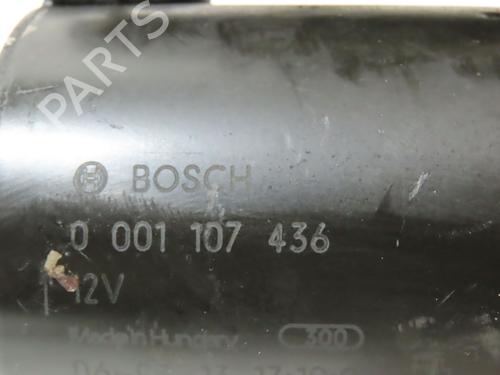 B PARTS
BOSCH
0 001 107 436
12V
Made in Hungary 300